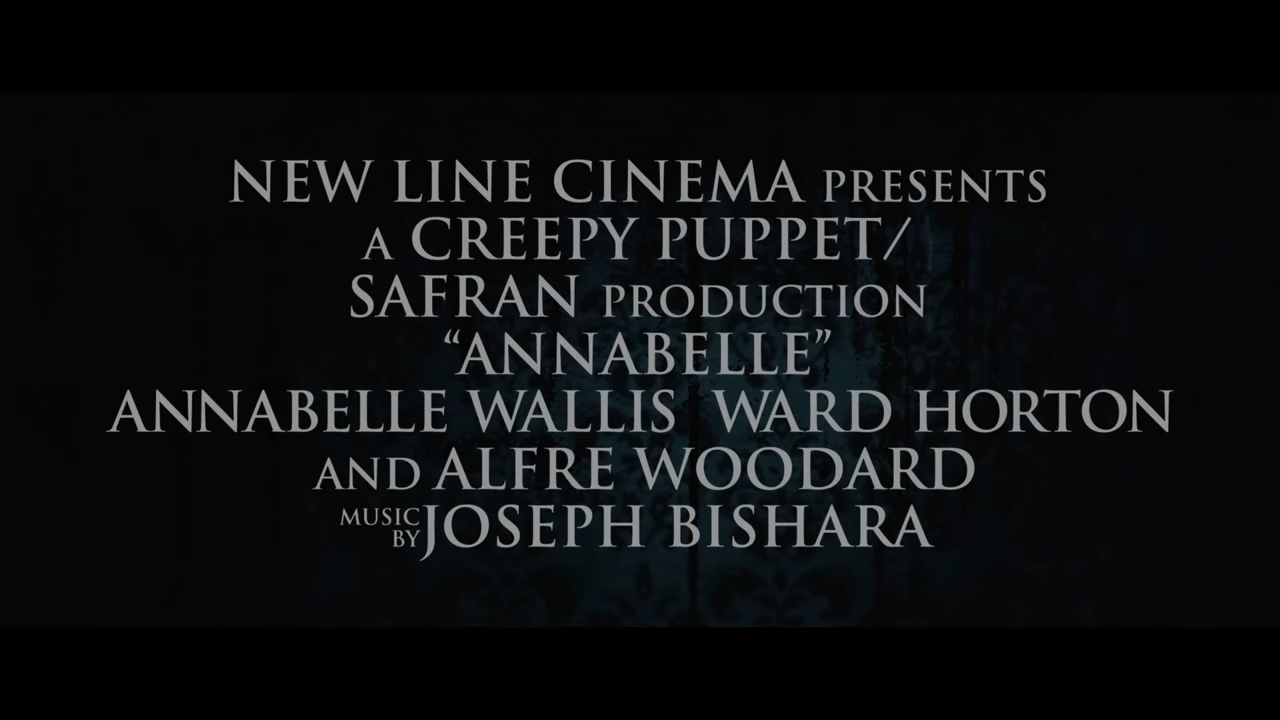 NEW LINE CINEMA PRESENTS
A CREEPY PUPPET/
SAFRAN PRODUCTION
“ANNABELLE”
ANNABELLE WALLIS WARD HORTON
AND ALFRE WOODARD
MUSIC BY JOSEPH BISHARA